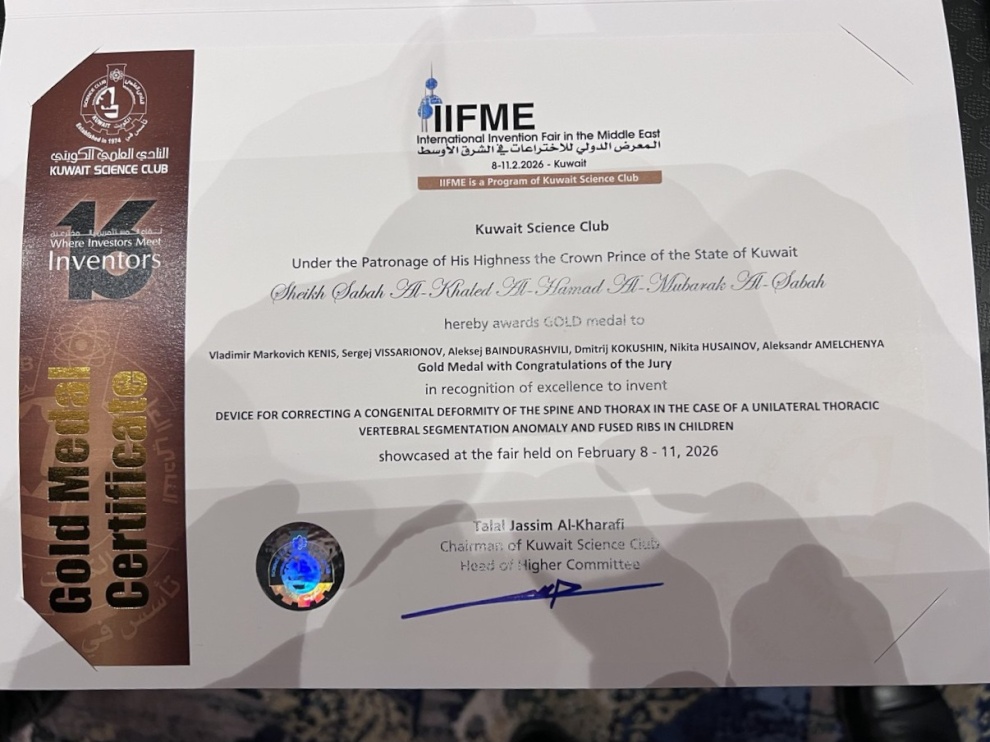 النادي العلمي الكويتي
KUWAIT SCIENCE CLUB
16
Where Investors Meet
Inventors
Gold Medal
Certificate
IIFME
International Invention Fair in the Middle East
المعرض الدولي للاختراعات في الشرق الأوسط
8-11.2.2026 - Kuwait
IIFME is a Program of Kuwait Science Club
Kuwait Science Club
Under the Patronage of His Highness the Crown Prince of the State of Kuwait
Sheikh Sabah Al-Khaled Al-Hamad Al-Mubarak Al-Sabah
hereby awards GOLD medal to
Vladimir Markovich KENIS, Sergej VISSARIONOV, Aleksej BAINDURASHVILI, Dmitrij KOKUSHIN, Nikita HUSAINOV, Aleksandr AMELCHENYA
Gold Medal with Congratulations of the Jury
in recognition of excellence to invent
DEVICE FOR CORRECTING A CONGENITAL DEFORMITY OF THE SPINE AND THORAX IN THE CASE OF A UNILATERAL THORACIC
VERTEBRAL SEGMENTATION ANOMALY AND FUSED RIBS IN CHILDREN
showcased at the fair held on February 8 - 11, 2026
Talal Jassim Al-Kharafi
Chairman of Kuwait Science Club
Head of Higher Committee